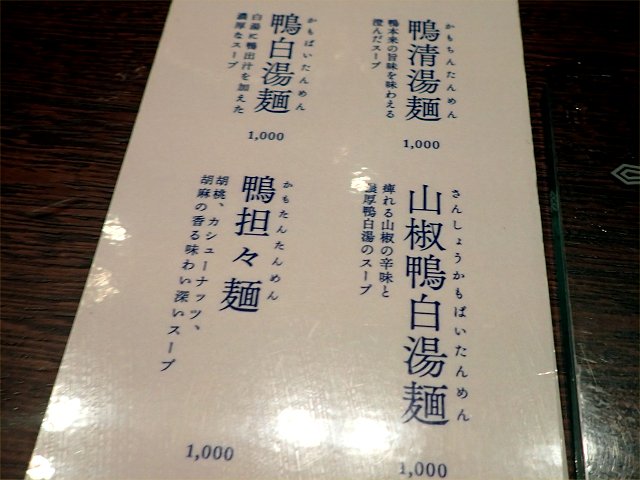 かもちんたんめん
鴨清湯麺
鴨本来の旨味を味わえる
澄んだスープ
1,000
かもぱいたんめん
鴨白湯麺
白湯に鴨出汁を加えた
濃厚なスープ
1,000
さんしょうかもぱいたんめん
山椒鴨白湯麺
痺れる山椒の辛味と
濃厚鴨白湯のスープ
1,000
かもたんたんめん
鴨担々麺
胡桃、カシューナッツ、
胡麻の香る味わい深いスープ
1,000